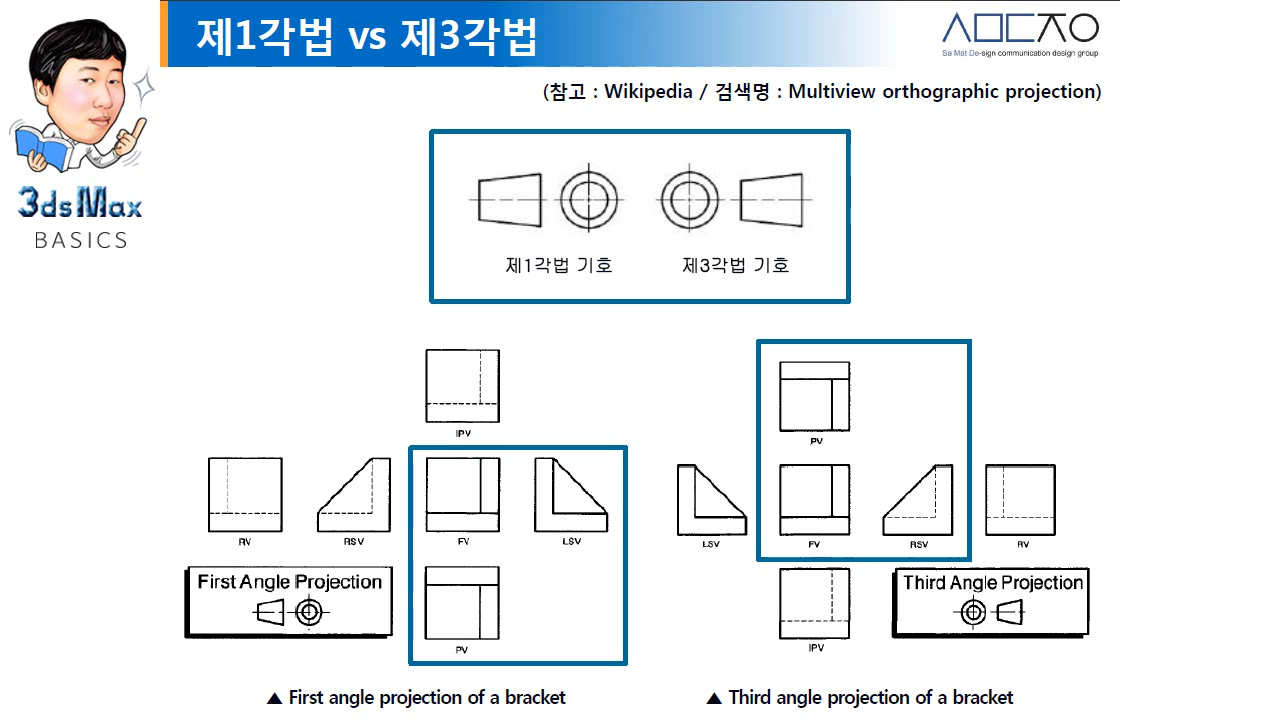 제1각법 vs 제3각법
Sa Mat De-sign communication design group
(참고 : Wikipedia / 검색명 : Multiview orthographic projection)
3dsMax
BASICS
제1각법 기호
제3각법 기호
IPV
RV
RSV
FV
LSV
First Angle Projection
PV
▲ First angle projection of a bracket
PV
LSV
FV
RSV
RV
Third Angle Projection
IPV
▲ Third angle projection of a bracket